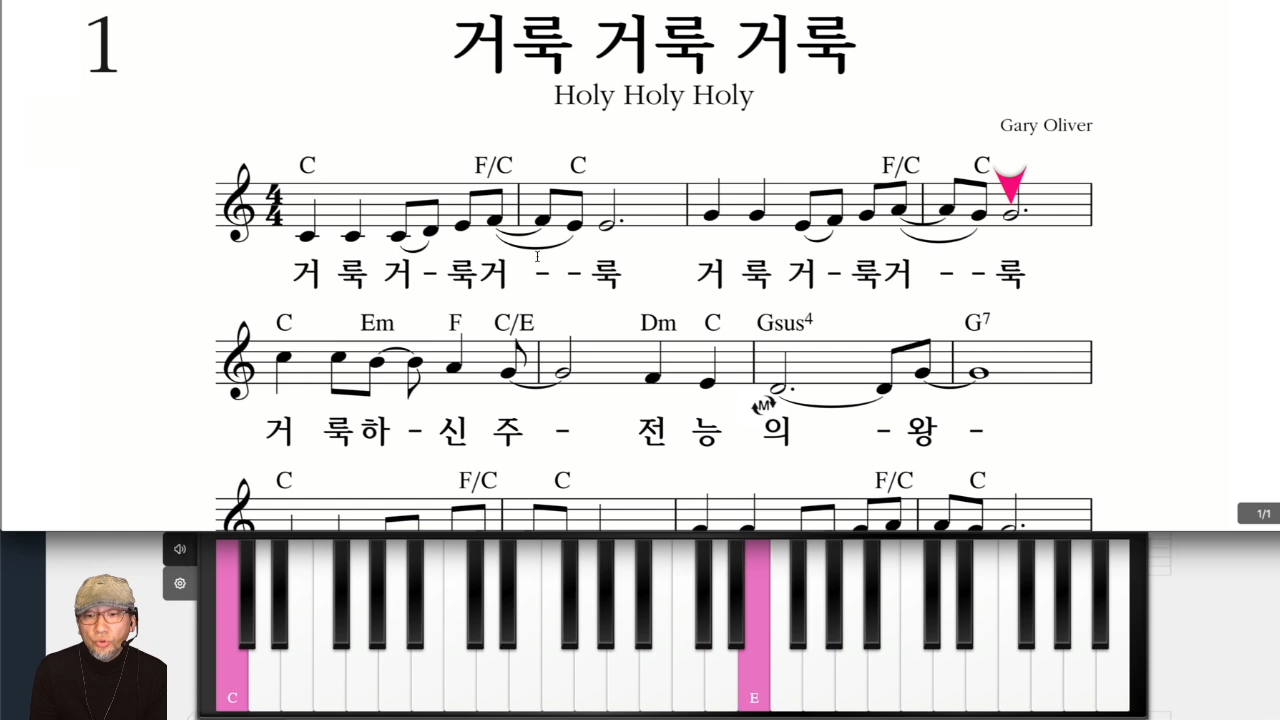 1
거룩 거룩 거룩
Holy Holy Holy
Gary Oliver
C F/C C F/C C
4
4
거 룩 거 - 룩거 - - 룩 거 룩 거 - 룩거 - - 룩
C Em F C/E Dm C Gsus4 G7
M
거 룩하 - 신 주 - 전 능 의 - 왕 -
C F/C C F/C C
1/1
C E